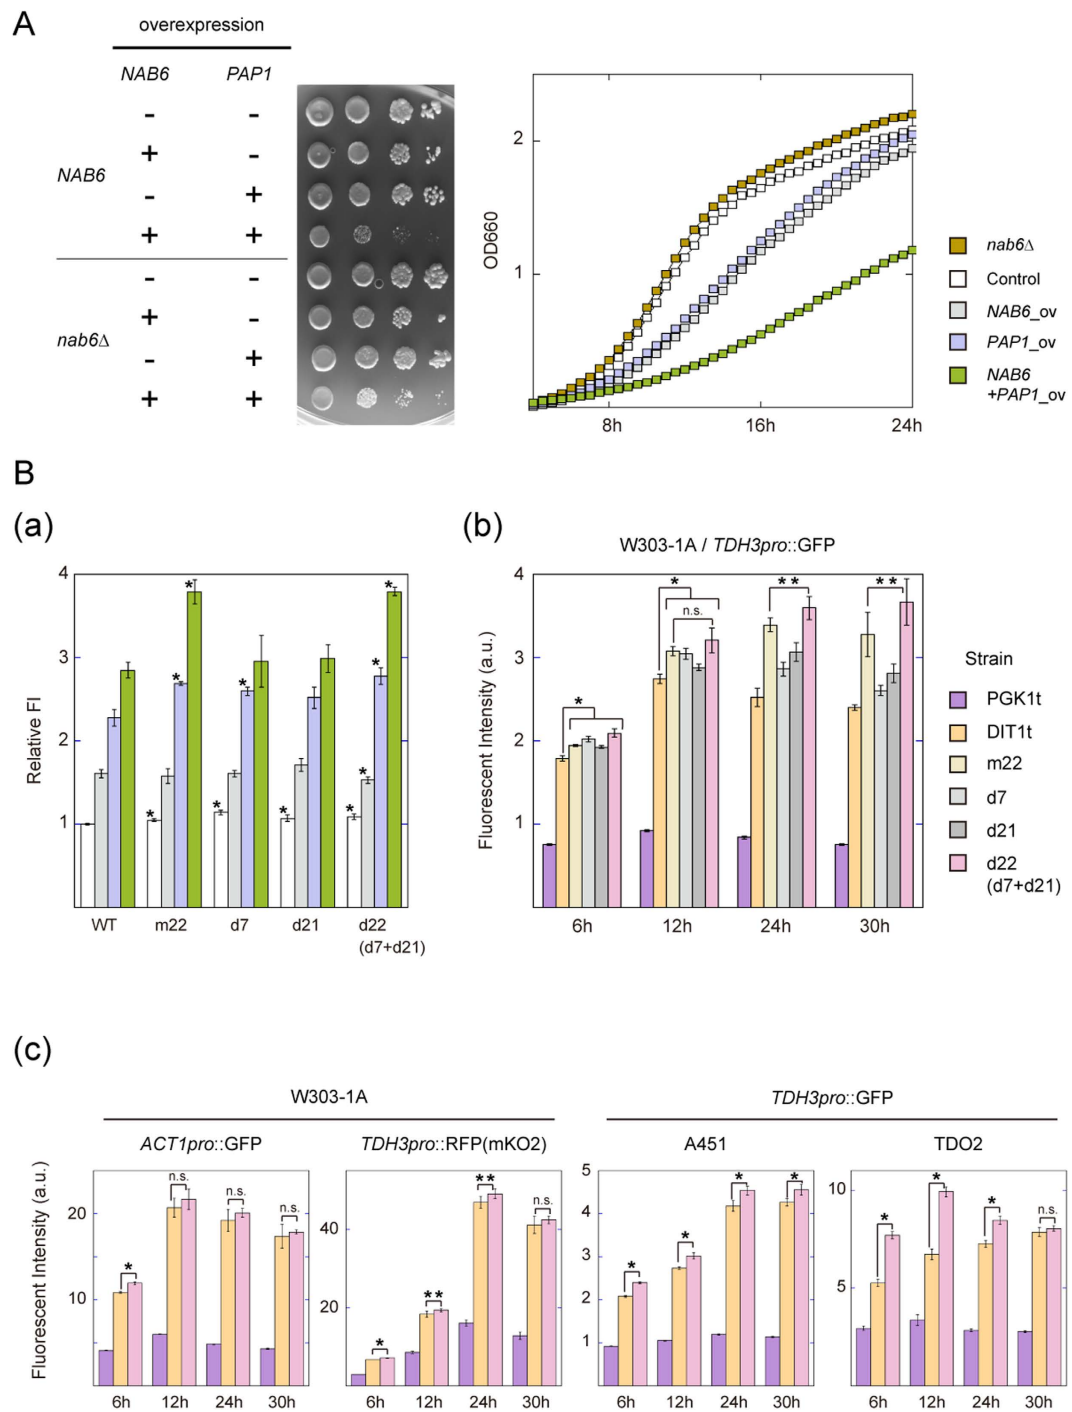 A
overexpression
NAB6 PAP1
- -
+ -
NAB6
- +
+ +
- -
+ -
nab6Δ
- +
+ +
OD660
2
1
8h 16h 24h
nab6Δ
Control
NAB6_ov
PAP1_ov
NAB6
+PAP1_ov
B
(a)
Relative FI
4
3
2
1
* * * * * * * * *
WT m22 d7 d21 d22
(d7+d21)
(b)
W303-1A / TDH3pro::GFP
Fluorescent Intensity (a.u.)
4
3
2
1
* * ** **
n.s.
6h 12h 24h 30h
Strain
PGK1t
DIT1t
m22
d7
d21
d22
(d7+d21)
(c)
W303-1A
TDH3pro::GFP
ACT1pro::GFP
TDH3pro::RFP(mKO2)
A451
TDO2
Fluorescent Intensity (a.u.)
20
10
* n.s. n.s. n.s.
6h 12h 24h 30h
40
20
* ** ** n.s.
6h 12h 24h 30h
5
4
3
2
1
* * * *
6h 12h 24h 30h
10
5
* * * n.s.
6h 12h 24h 30h